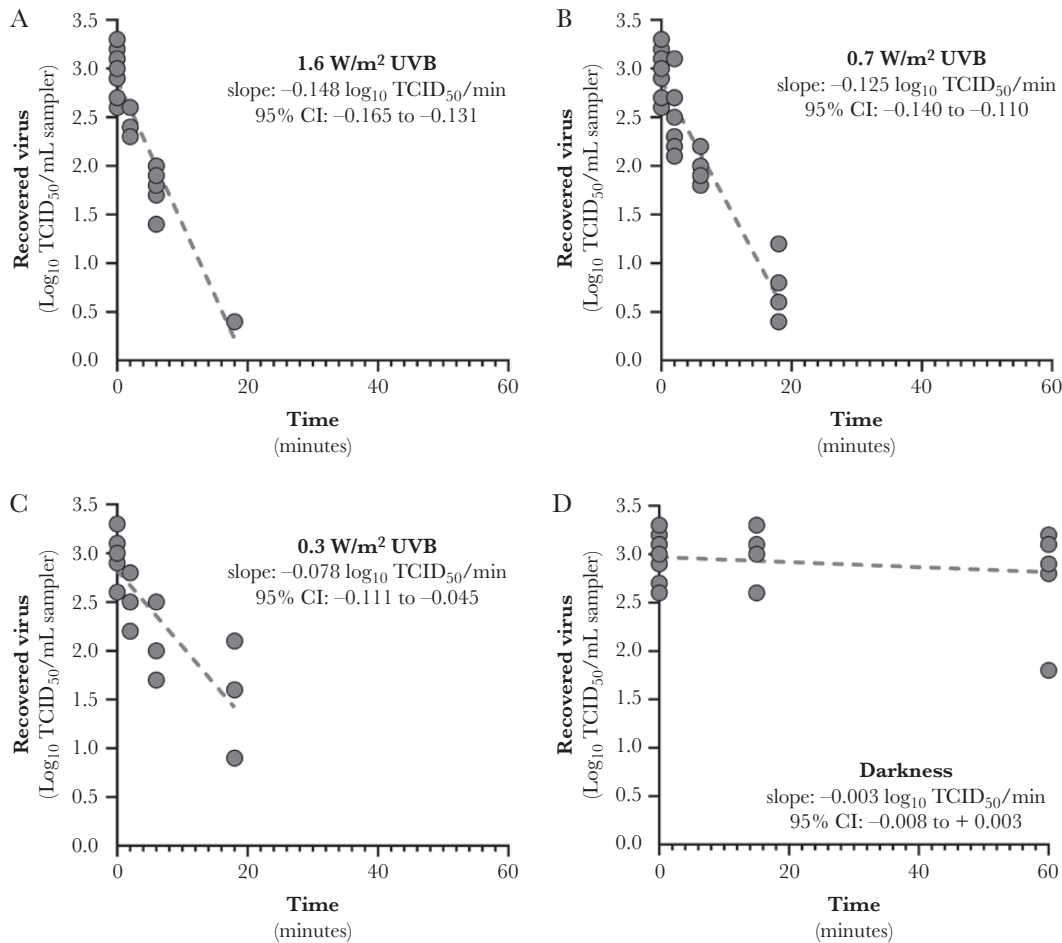 A
1.6 W/m² UVB
slope: –0.148 log₁₀ TCID₅₀/min
95% CI: –0.165 to –0.131
Recovered virus
(Log₁₀ TCID₅₀/mL sampler)
3.5
3.0
2.5
2.0
1.5
1.0
0.5
0.0
0 20 40 60
Time
(minutes)
B
0.7 W/m² UVB
slope: –0.125 log₁₀ TCID₅₀/min
95% CI: –0.140 to –0.110
Recovered virus
(Log₁₀ TCID₅₀/mL sampler)
3.5
3.0
2.5
2.0
1.5
1.0
0.5
0.0
0 20 40 60
Time
(minutes)
C
0.3 W/m² UVB
slope: –0.078 log₁₀ TCID₅₀/min
95% CI: –0.111 to –0.045
Recovered virus
(Log₁₀ TCID₅₀/mL sampler)
3.5
3.0
2.5
2.0
1.5
1.0
0.5
0.0
0 20 40 60
Time
(minutes)
D
Recovered virus
(Log₁₀ TCID₅₀/mL sampler)
3.5
3.0
2.5
2.0
1.5
1.0
0.5
0.0
Darkness
slope: –0.003 log₁₀ TCID₅₀/min
95% CI: –0.008 to + 0.003
0 20 40 60
Time
(minutes)